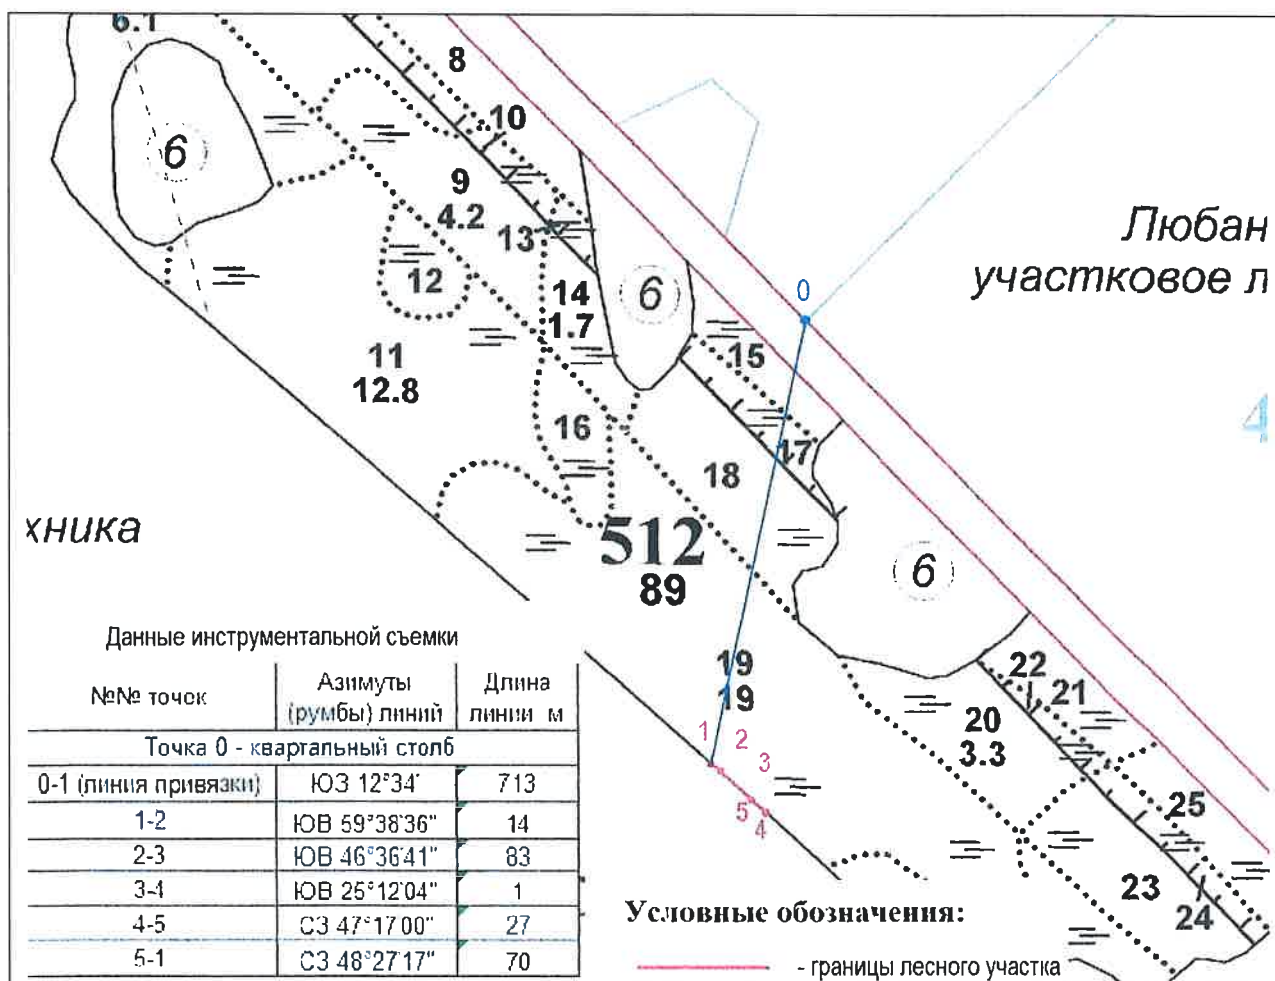 6.1
8
10
6
9
4.2
13
12
14
1.7
6
0
Любан
участковое л
15
11
12.8
16
17
18
4
хника
512
89
6
19
19
22
21
20
3.3
1
2
3
5
4
25
23
24
Данные инструментальной съемки
№№ точек
Азимуты
(румбы) линий
Длина
линии м
Точка 0 - квартальный столб
0-1 (линия привязки) ЮЗ 12°34' 713
1-2 ЮВ 59°38'36" 14
2-3 ЮВ 46°36'41" 83
3-4 ЮВ 25°12'04" 1
4-5 СЗ 47°17'00" 27
5-1 СЗ 48°27'17" 70
Условные обозначения:
- границы лесного участка